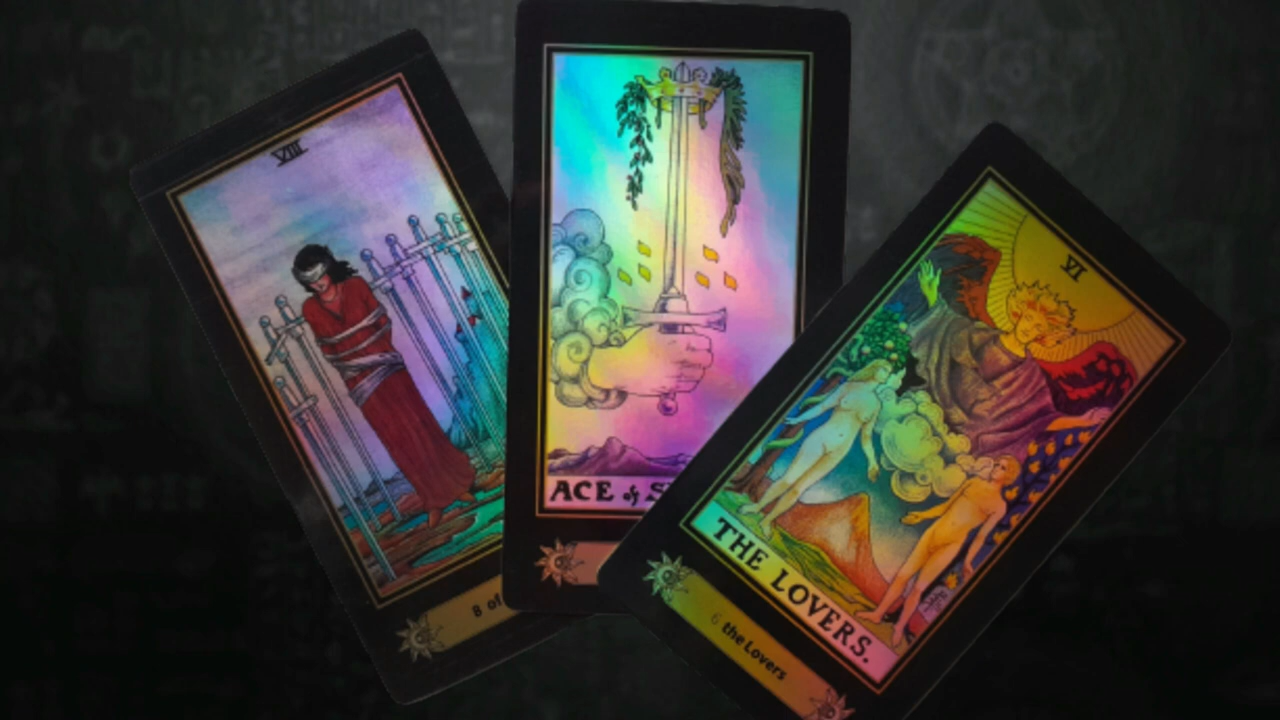 VIII
8 of
ACE of S
VI
THE LOVERS.
6 the Lovers